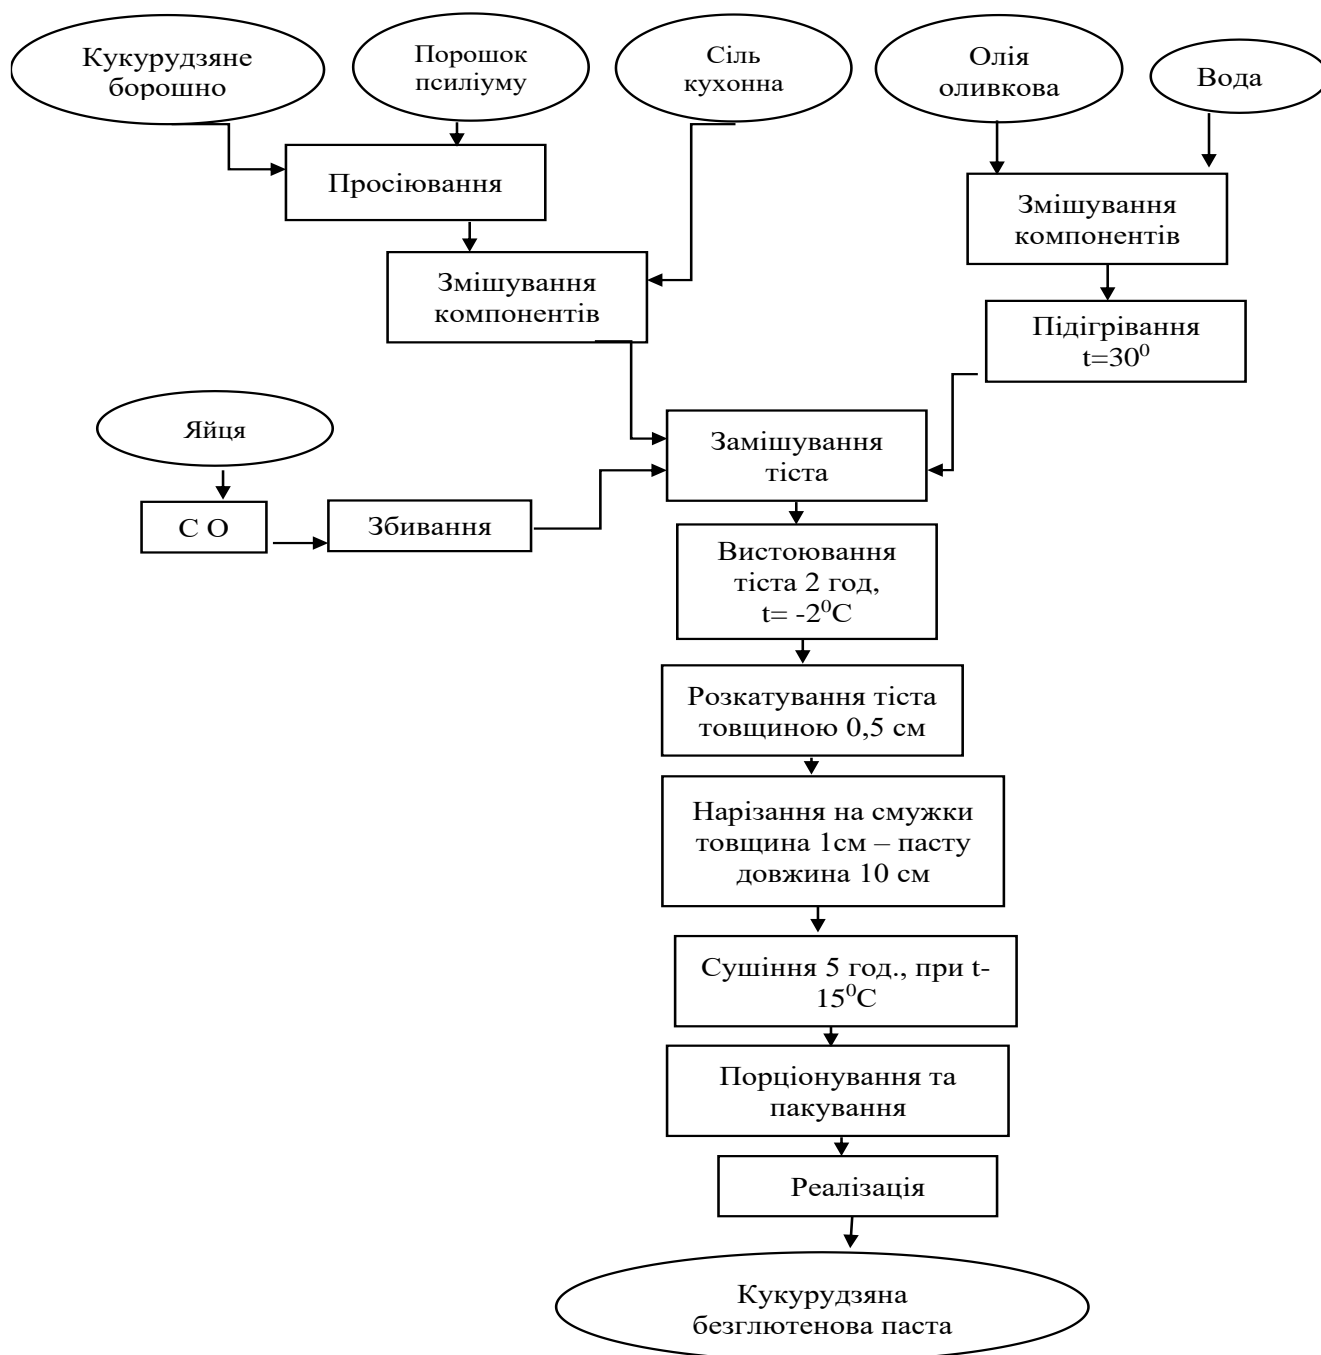 Кукурудзяне
борошно
Порошок
псиліуму
Сіль
кухонна
Олія
оливкова
Вода
Просіювання
Змішування
компонентів
Змішування
компонентів
Підігрівання
t=30⁰
Яйця
С О
Збивання
Замішування
тіста
Вистоювання
тіста 2 год,
t= -2⁰С
Розкатування тіста
товщиною 0,5 см
Нарізання на смужки
товщина 1см – пасту
довжина 10 см
Сушіння 5 год., при t-
15⁰С
Порціонування та
пакування
Реалізація
Кукурудзяна
безглютенова паста